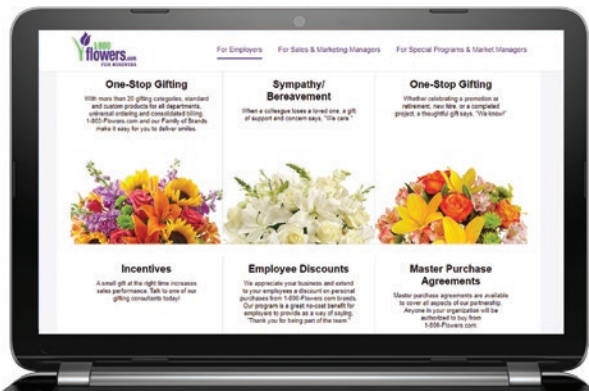 1-800
flowers.com
FOR BUSINESS
For Employers
For Sales & Marketing Managers
For Special Programs & Market Managers
One-Stop Gifting
With more than 20 gifting categories, standard
and custom products for all departments,
universal ordering and consolidated billing,
1-800-Flowers.com and our Family of Brands
make it easy for you to deliver smiles.
Sympathy/
Bereavement
When a colleague loses a loved one, a gift
of support and concern says, "We care."
One-Stop Gifting
Whether celebrating a promotion or
retirement, new hire, or a completed
project, a thoughtful gift says, "We know!"
Incentives
A small gift at the right time increases
sales performance. Talk to one of our
gifting consultants today!
Employee Discounts
We appreciate your business and extend
to your employees a discount on personal
purchases from 1-800-Flowers.com brands.
Our program is a great no-cost benefit for
employers to provide as a way of saying,
"Thank you for being part of the team."
Master Purchase
Agreements
Master purchase agreements are available
to cover all aspects of our partnership.
Anyone in your organization will be
authorized to buy from
1-800-Flowers.com